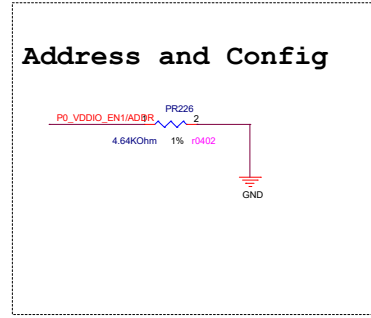 Address and Config
PR226
P0_VDDIO_EN1/ADDR
1
2
4.64KOhm
1%
r0402
GND